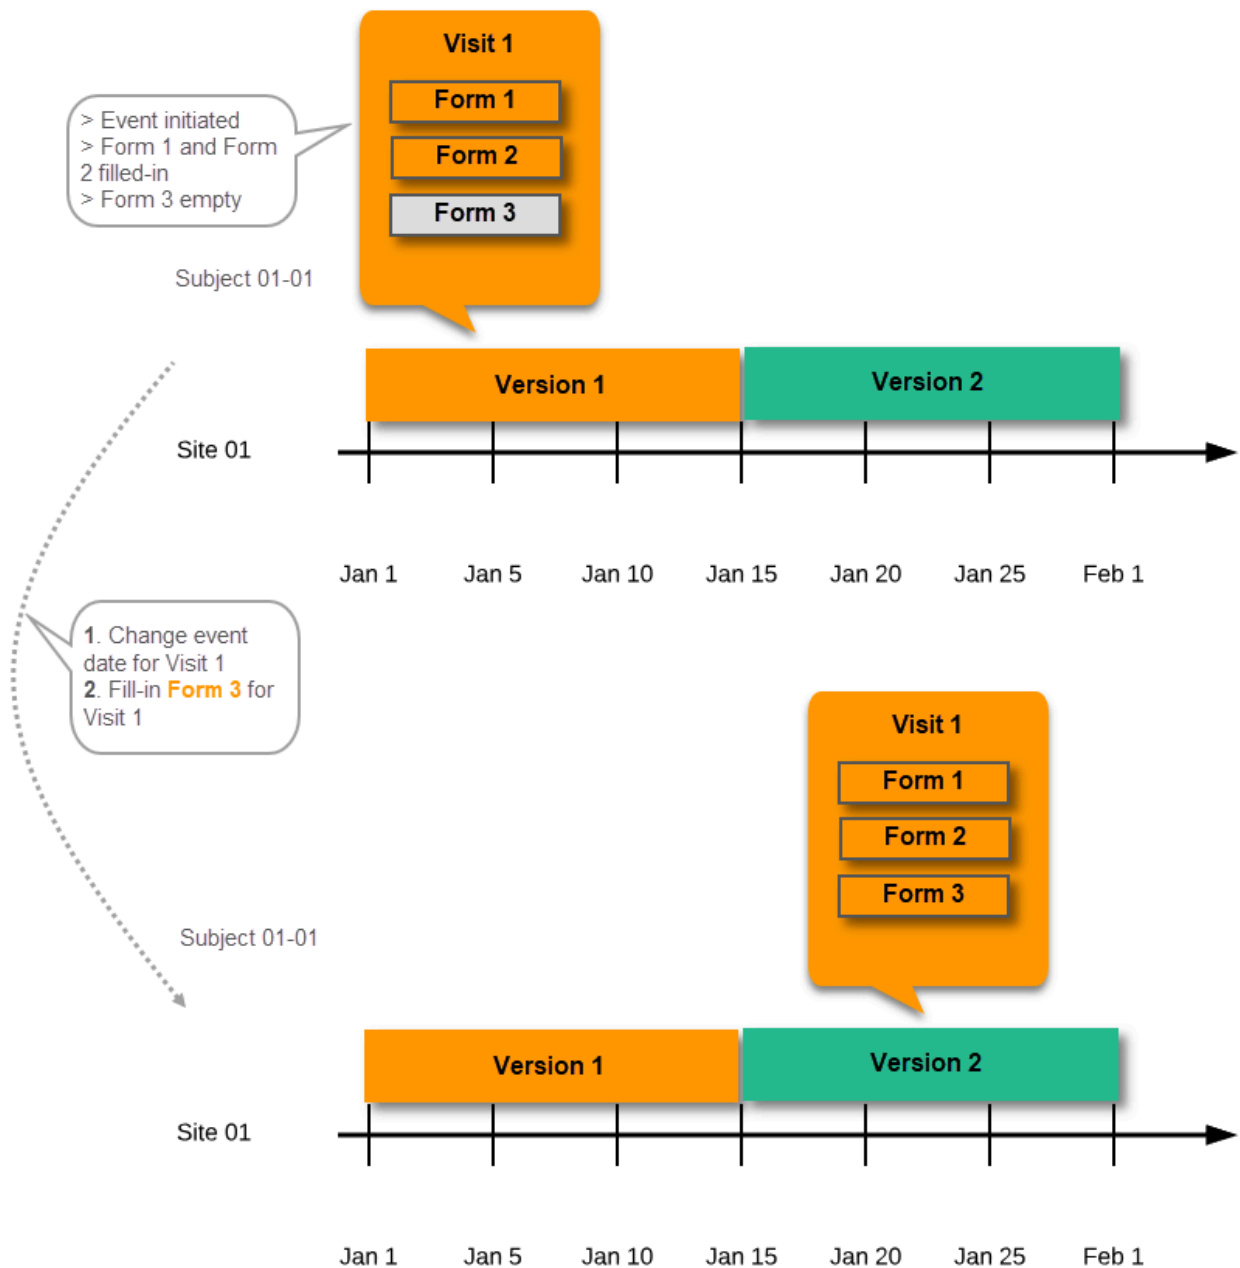 Visit 1
Form 1
Form 2
Form 3
> Event initiated
> Form 1 and Form
2 filled-in
> Form 3 empty
Subject 01-01
Version 1
Version 2
Site 01
Jan 1
Jan 5
Jan 10
Jan 15
Jan 20
Jan 25
Feb 1
1. Change event
date for Visit 1
2. Fill-in Form 3 for
Visit 1
Visit 1
Form 1
Form 2
Form 3
Subject 01-01
Version 1
Version 2
Site 01
Jan 1
Jan 5
Jan 10
Jan 15
Jan 20
Jan 25
Feb 1